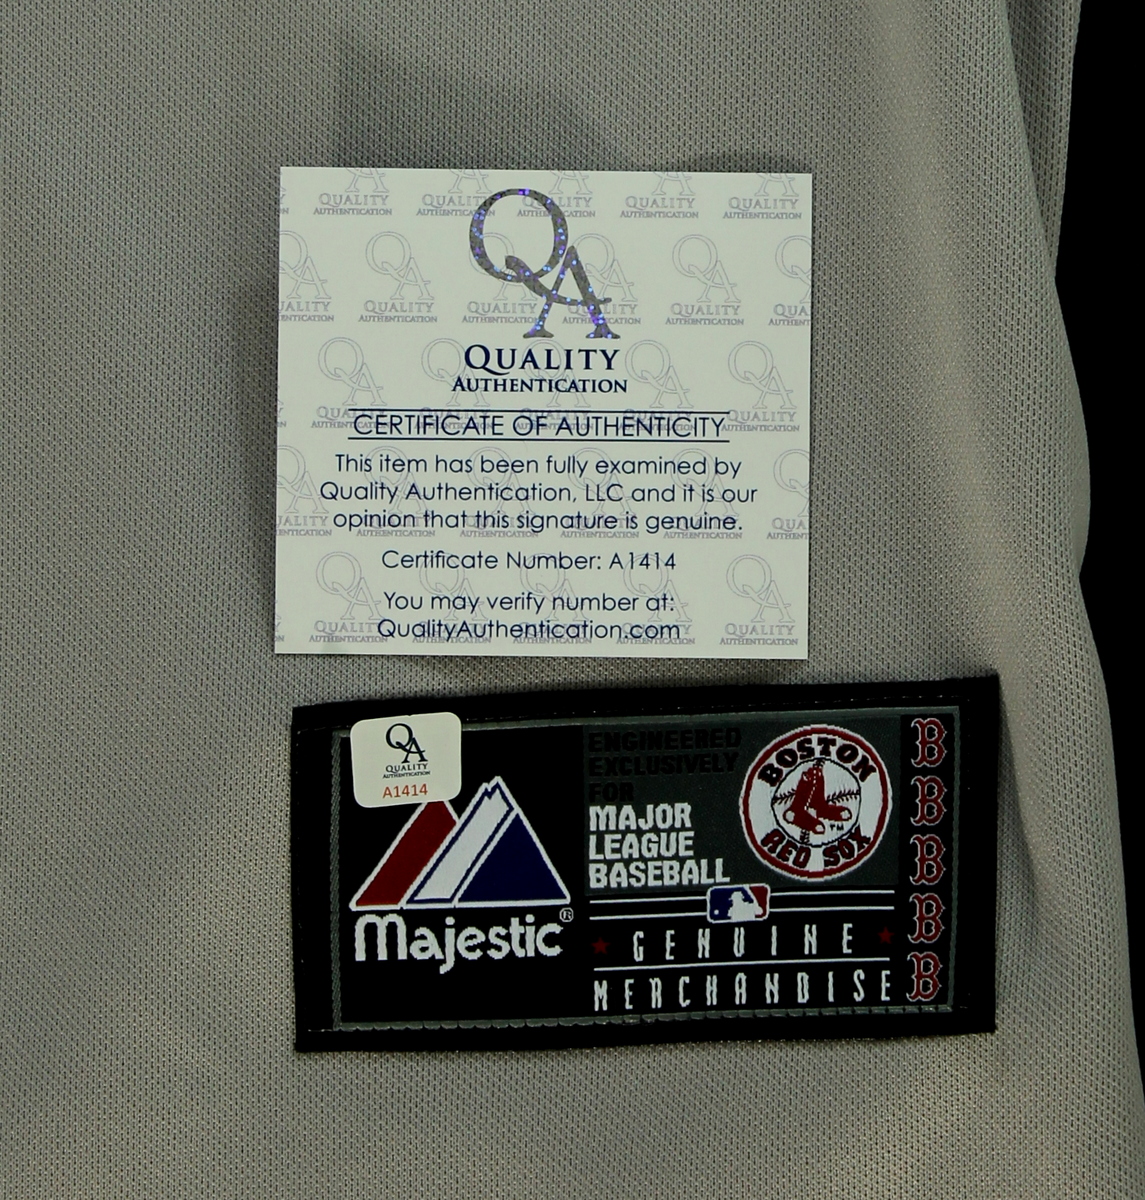 QA
QUALITY
AUTHENTICATION
CERTIFICATE OF AUTHENTICITY
This item has been fully examined by
Quality Authentication, LLC and it is our
opinion that this signature is genuine.
Certificate Number: A1414
You may verify number at:
QualityAuthentication.com
QA
QUALITY
AUTHENTICATION
A1414
Majestic®
ENGINEERED
EXCLUSIVELY
FOR
MAJOR
LEAGUE
BASEBALL
BOSTON
RED SOX
TM
GENUINE
MERCHANDISE
B
B
B
B
B